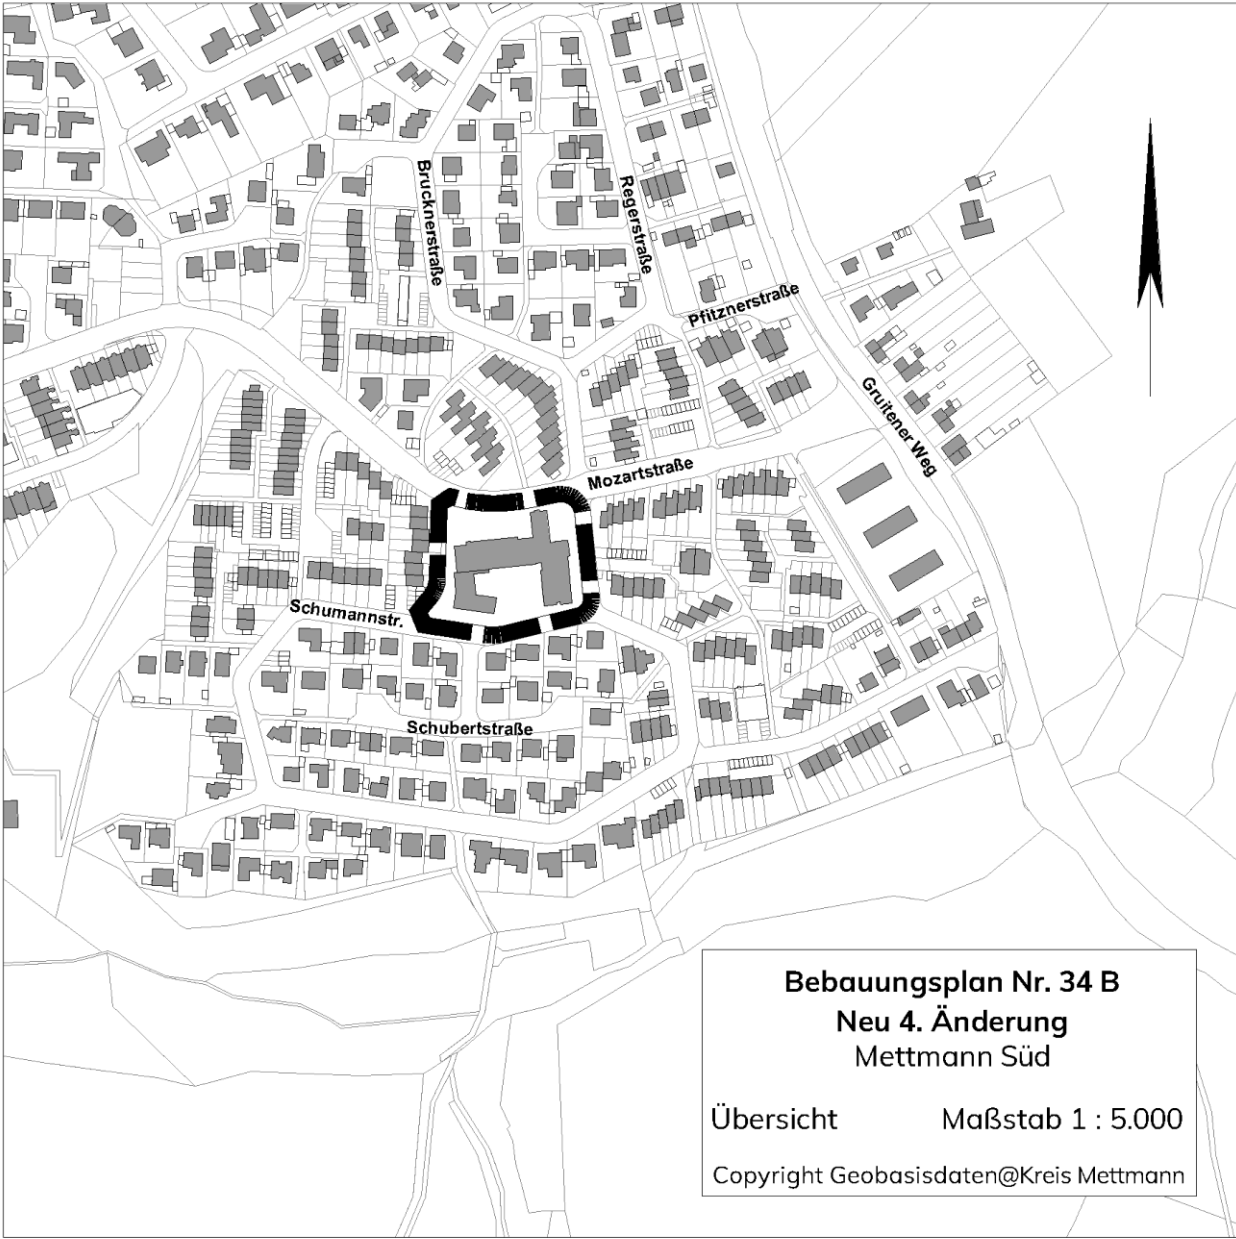 Brucknerstraße
Regerstraße
Pfitznerstraße
Gruitener Weg
Mozartstraße
Schumannstr.
Schubertstraße
Bebauungsplan Nr. 34 B
Neu 4. Änderung
Mettmann Süd
Übersicht Maßstab 1 : 5.000
Copyright Geobasisdaten@Kreis Mettmann